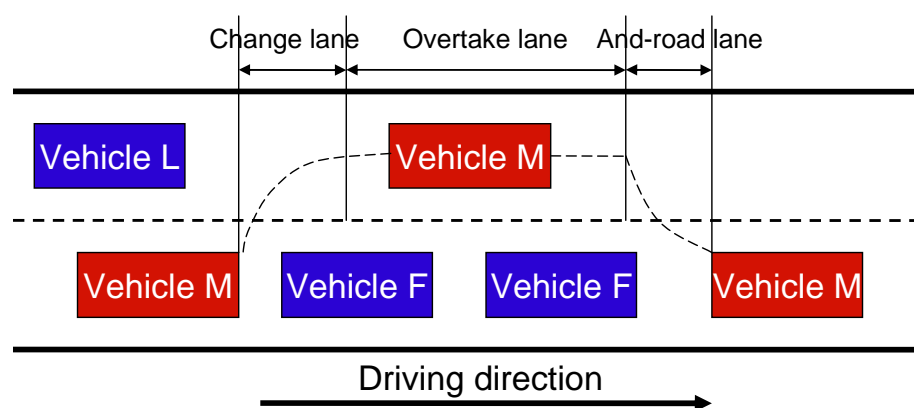 Change lane Overtake lane And-road lane
Vehicle L Vehicle M
Vehicle M Vehicle F Vehicle F Vehicle M
Driving direction